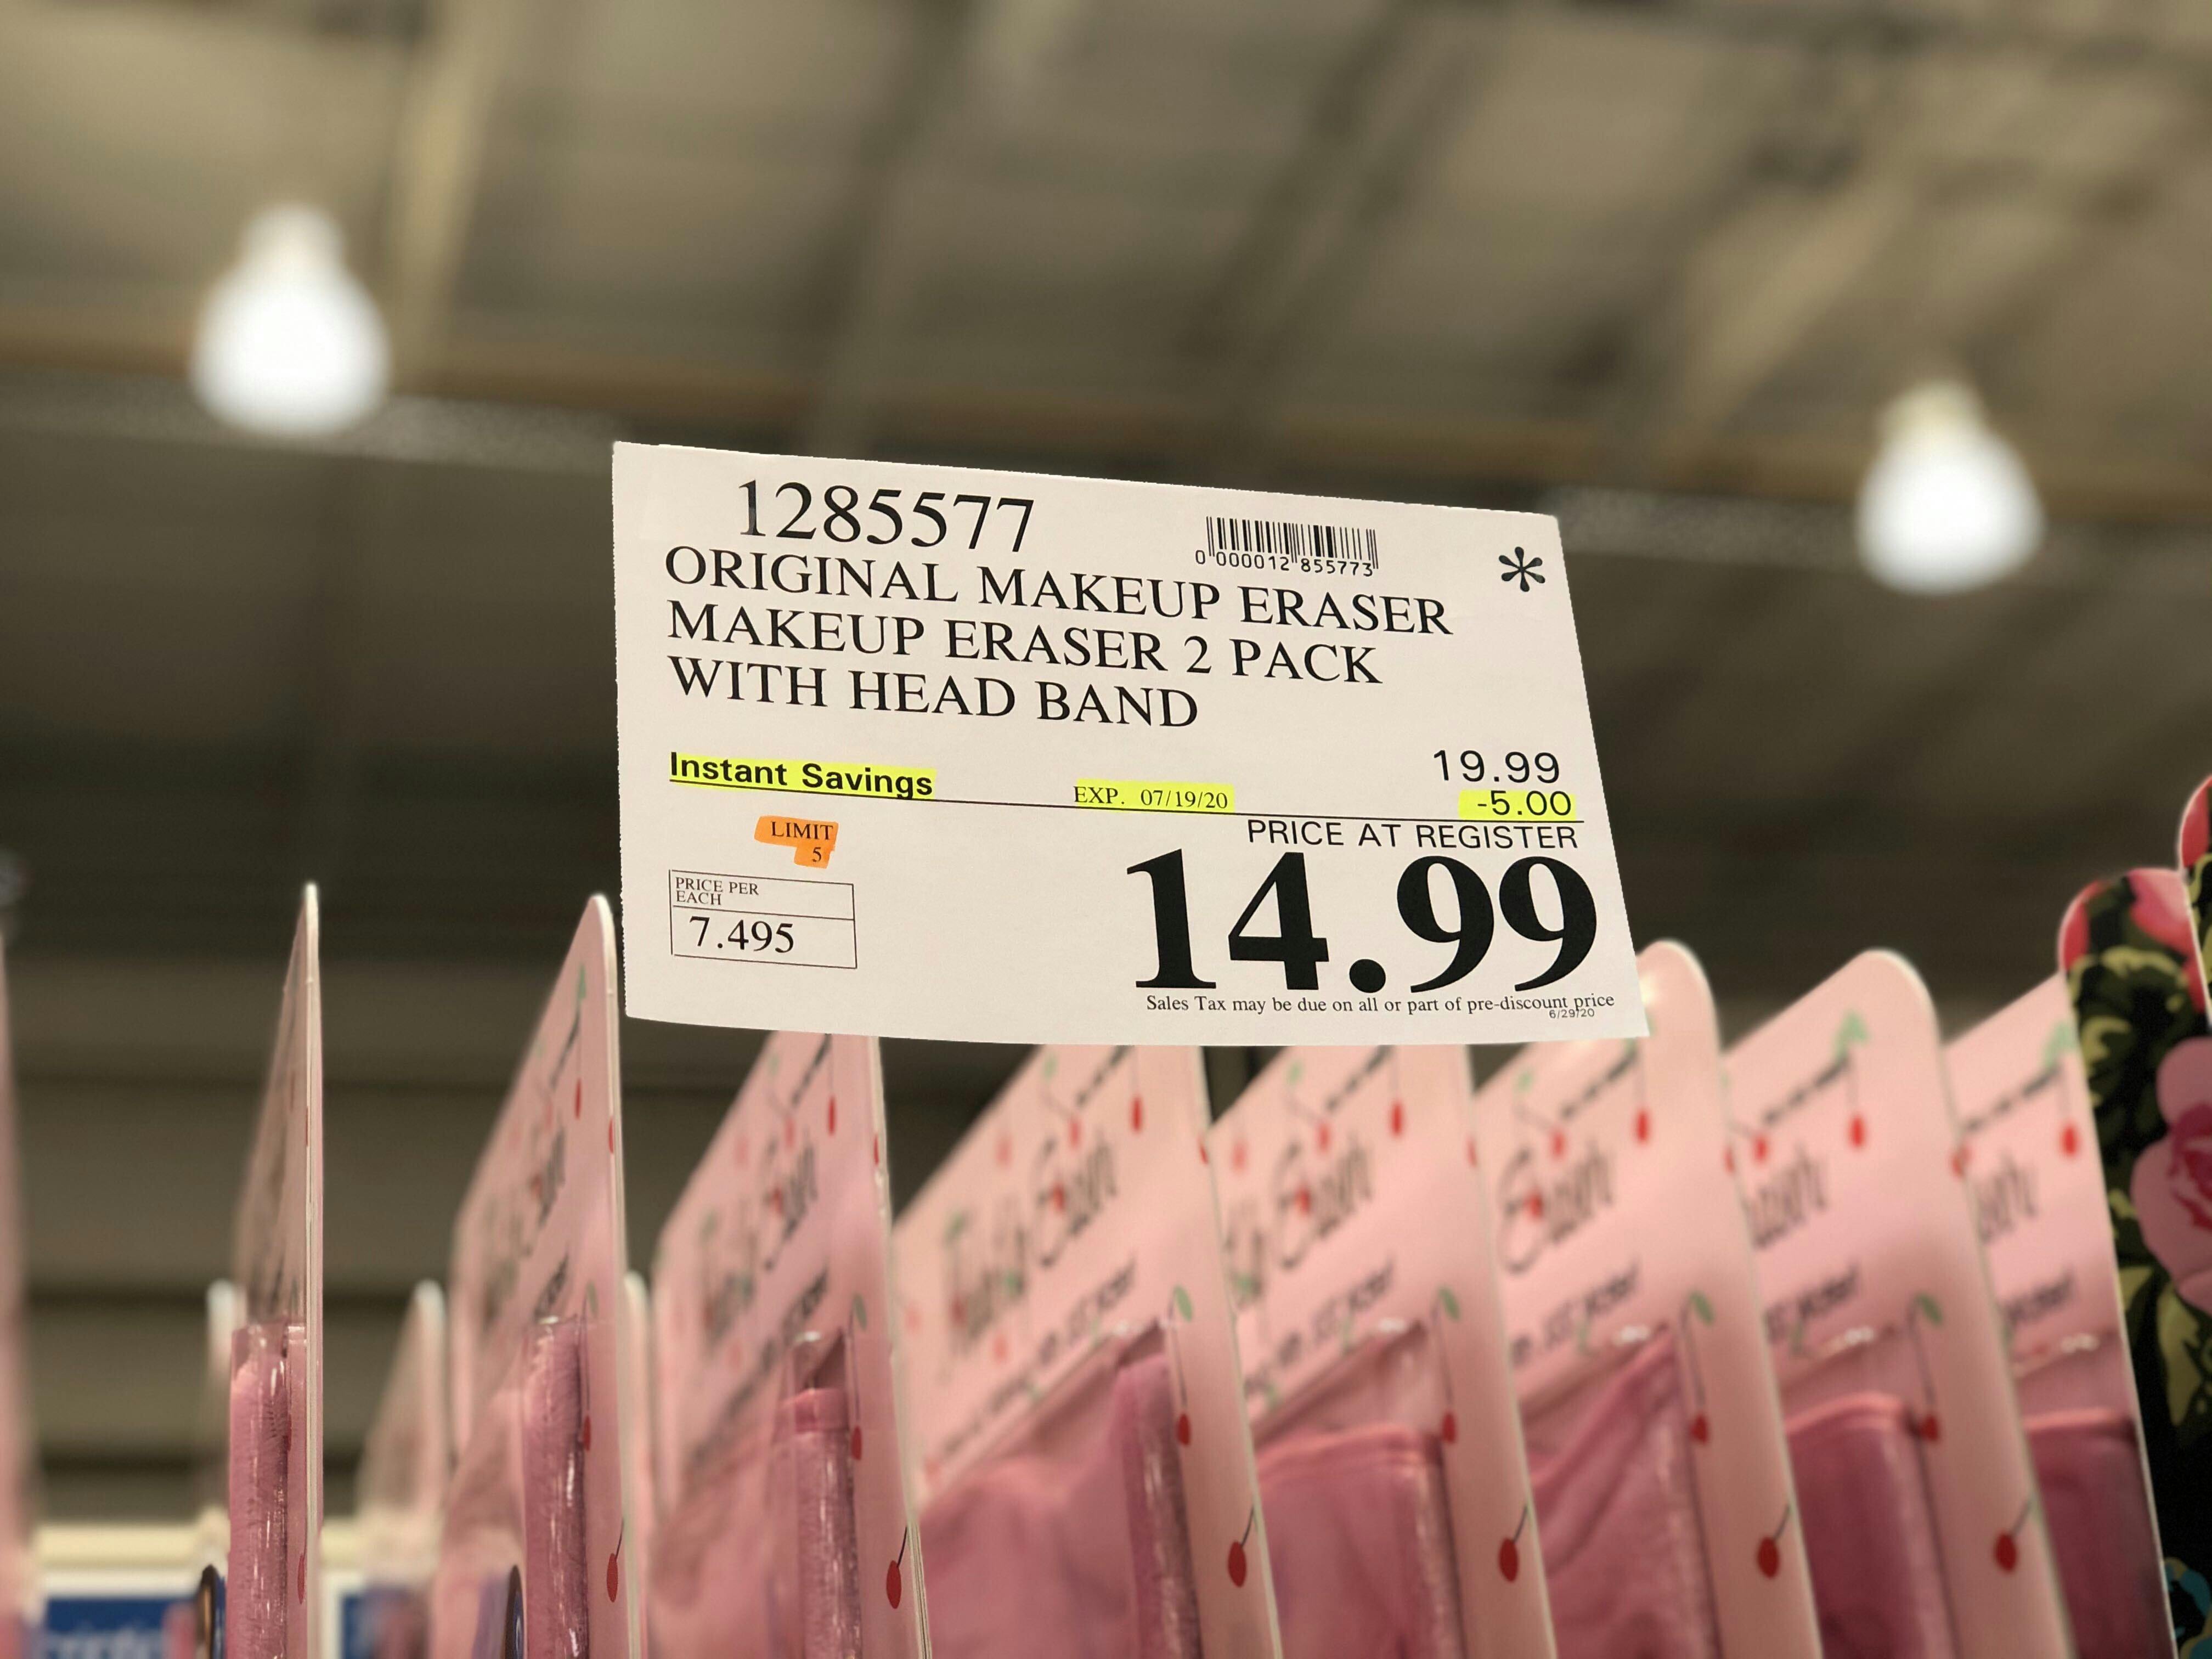 1285577
0 000012 855773
*
ORIGINAL MAKEUP ERASER
MAKEUP ERASER 2 PACK
WITH HEAD BAND
19.99
Instant Savings EXP. 07/19/20 -5.00
LIMIT
5
PRICE AT REGISTER
14.99
PRICE PER
EACH
7.495
Sales Tax may be due on all or part of pre-discount price
6/29/20